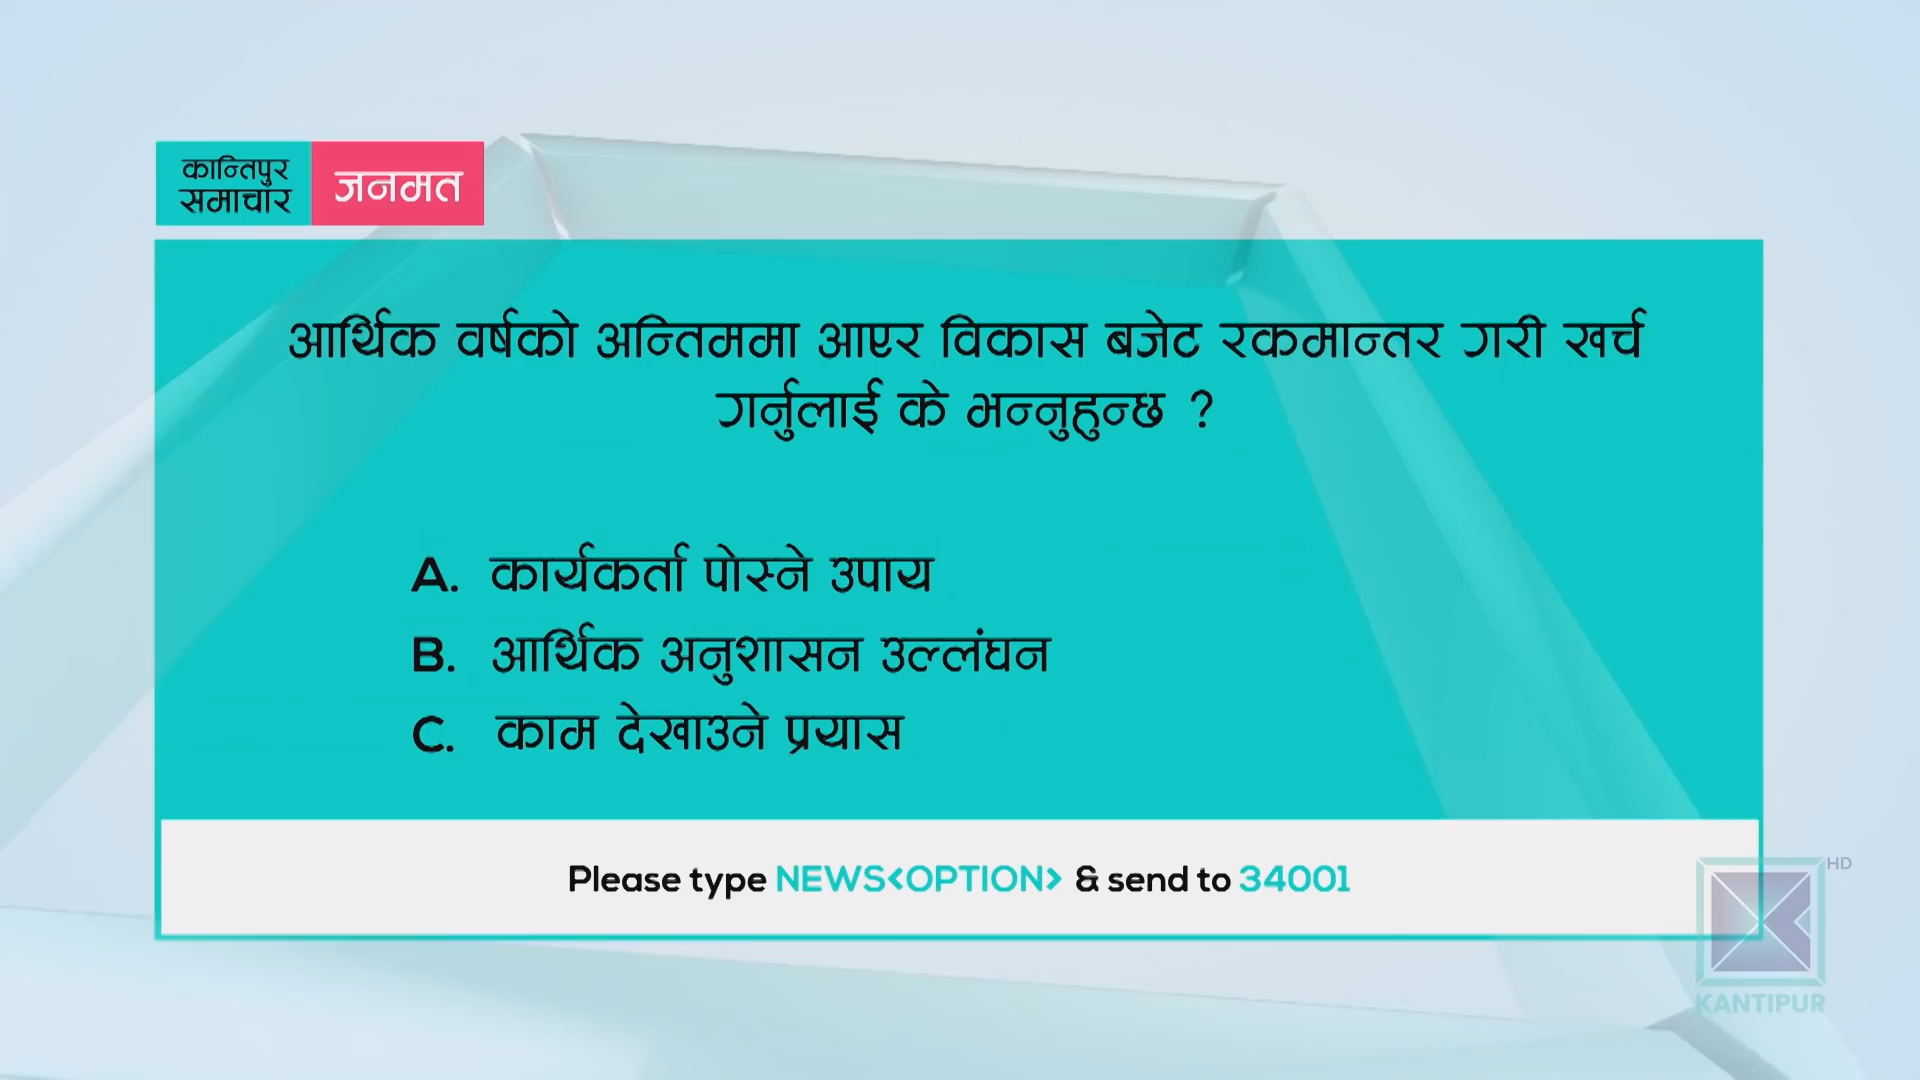 कान्तिपुर
समाचार
जनमत
आर्थिक वर्षको अन्तिममा आएर विकास बजेट रकमान्तर गरी खर्च
गर्नुलाई के भन्नुहुन्छ ?
A. कार्यकर्ता पोस्ने उपाय
B. आर्थिक अनुशासन उल्लंघन
C. काम देखाउने प्रयास
Please type NEWS<OPTION> & send to 34001
HD
KANTIPUR